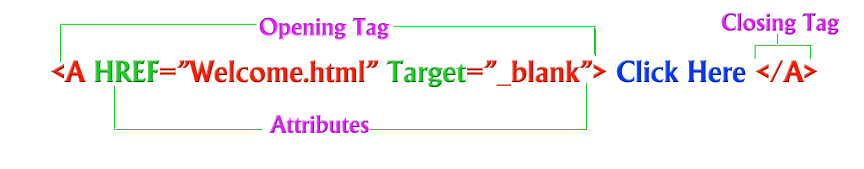 Opening Tag
Closing Tag
<A HREF="Welcome.html" Target="_blank"> Click Here </A>
Attributes